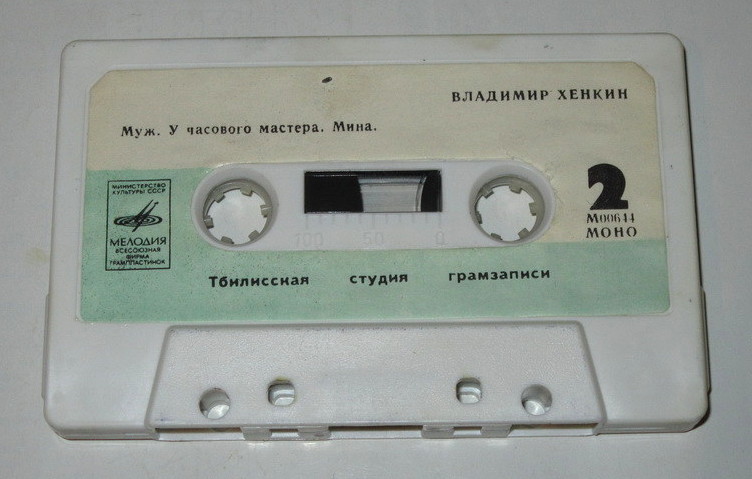 ВЛАДИМИР ХЕНКИН
Муж. У часового мастера. Мина.
МИНИСТЕРСТВО
КУЛЬТУРЫ СССР
МЕЛОДИЯ
ВСЕСОЮЗНАЯ
ФИРМА
ГРАМПЛАСТИНОК
2
М00644
МОНО
100 50 0
Тбилисская студия грамзаписи